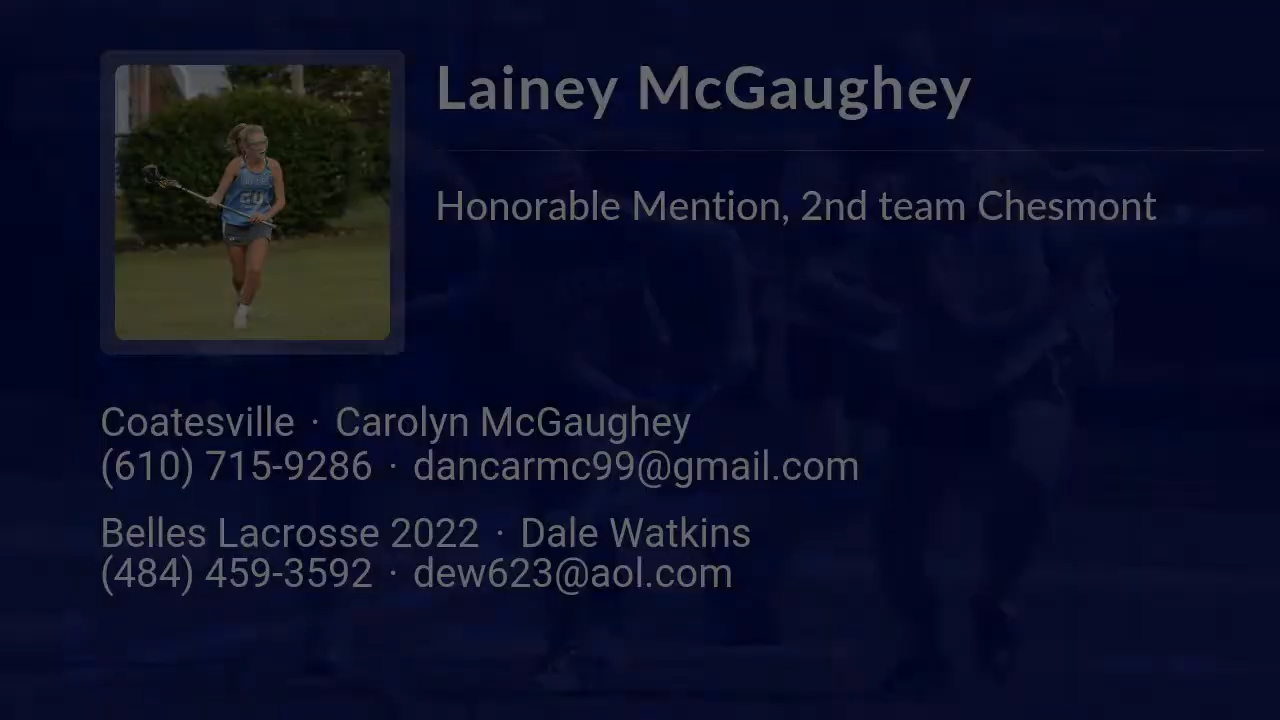 Lainey McGaughey
Honorable Mention, 2nd team Chesmont
Coatesville · Carolyn McGaughey
(610) 715-9286 · dancarmc99@gmail.com
Belles Lacrosse 2022 · Dale Watkins
(484) 459-3592 · dew623@aol.com